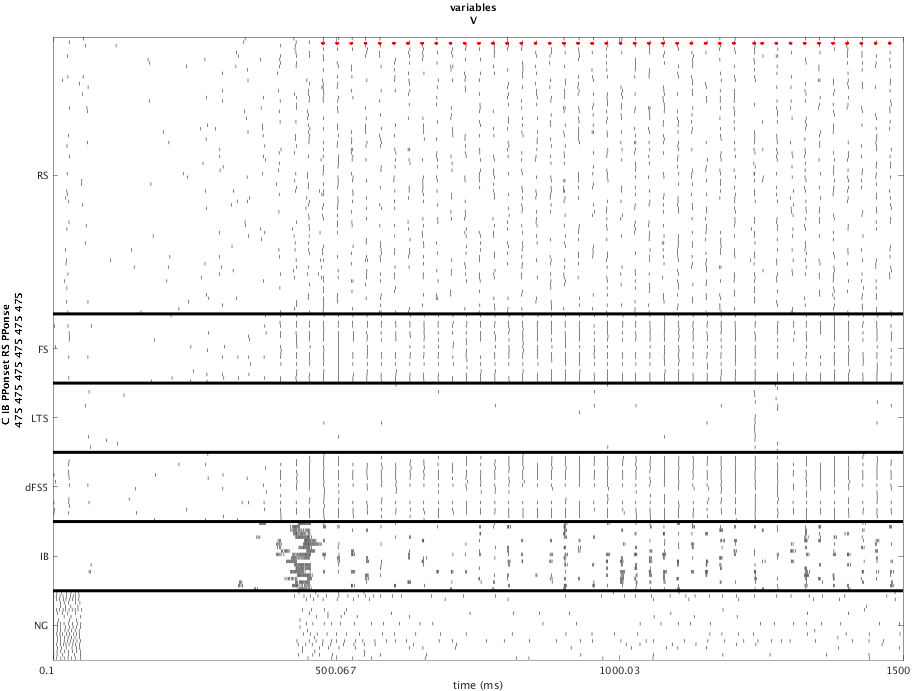 variables
V
C IB PPonset RS PPonse
475 475 475 475 475 475 475
RS
FS
LTS
dFS5
IB
NG
0.1
500.067
1000.03
1500
time (ms)